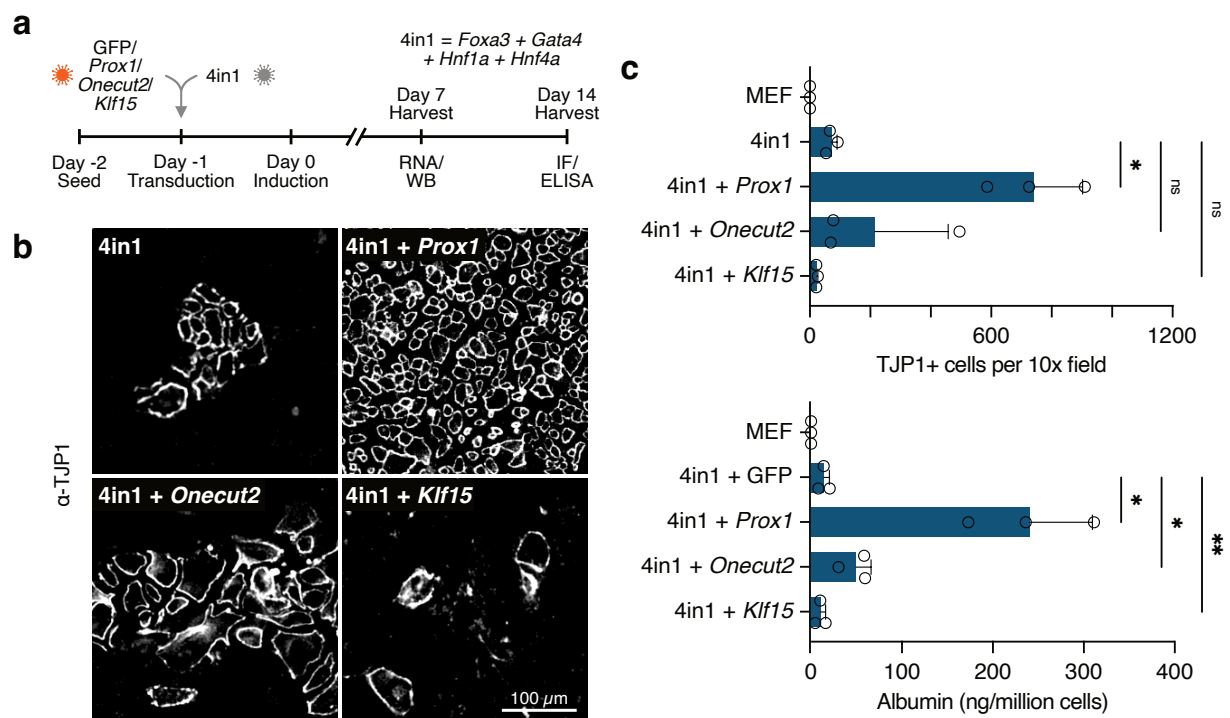 a
GFP/
Prox1/
Onecut2/
Klf15
4in1
4in1 = Foxa3 + Gata4
+ Hnf1a + Hnf4a
Day 7
Harvest
Day 14
Harvest
Day -2
Seed
Day -1
Transduction
Day 0
Induction
RNA/
WB
IF/
ELISA
b
α-TJP1
4in1
4in1 + Prox1
4in1 + Onecut2
4in1 + Klf15
100 µm
c
MEF
4in1
4in1 + Prox1
4in1 + Onecut2
4in1 + Klf15
*
ns
ns
0 600 1200
TJP1+ cells per 10x field
MEF
4in1 + GFP
4in1 + Prox1
4in1 + Onecut2
4in1 + Klf15
*
*
**
0 100 200 300 400
Albumin (ng/million cells)